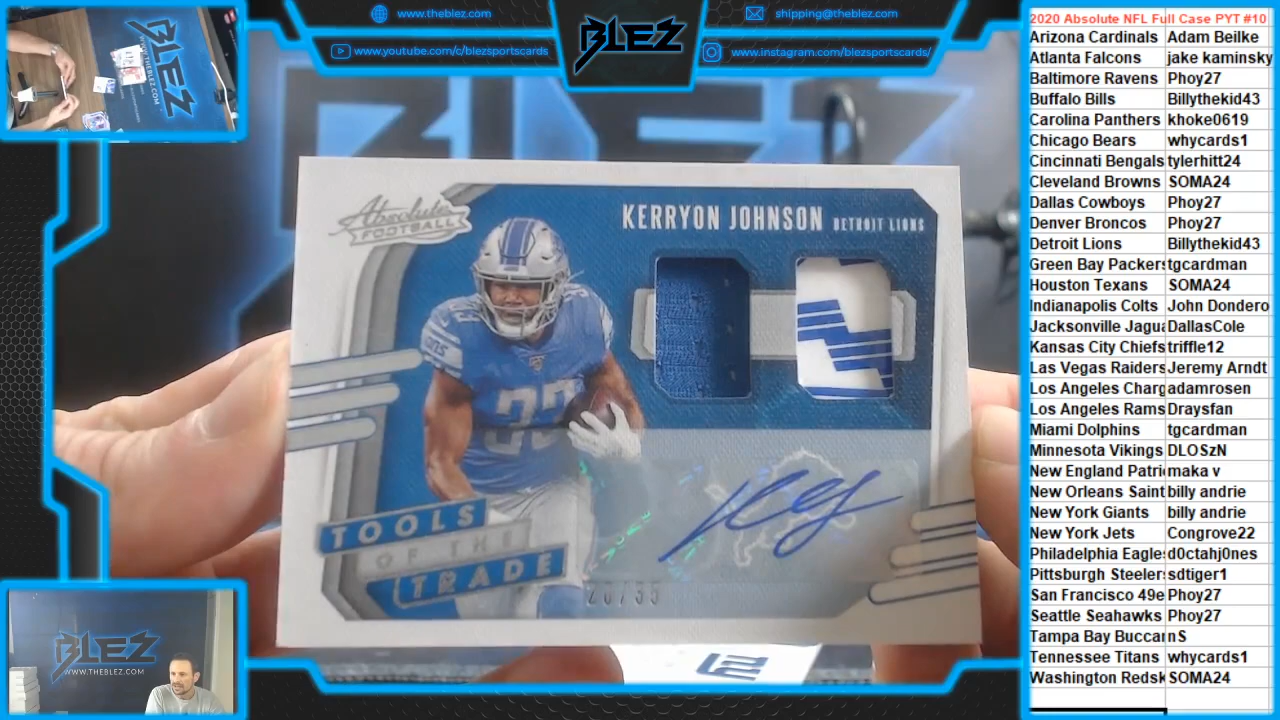 www.theblez.com
www.youtube.com/c/blezsportscards
BLEZ
shipping@theblez.com
www.instagram.com/blezsportscards/
BLEZ
WWW.THEBLEZ.COM
Absolute
FOOTBALL
KERRYON JOHNSON DETROIT LIONS
33
TOOLS
OF THE
TRADE
BLEZ
WWW.THEBLEZ.COM
2020 Absolute NFL Full Case PYT #10
Arizona Cardinals Adam Beilke
Atlanta Falcons jake kaminsky
Baltimore Ravens Phoy27
Buffalo Bills Billythekid43
Carolina Panthers khoke0619
Chicago Bears whycards1
Cincinnati Bengals tylerhitt24
Cleveland Browns SOMA24
Dallas Cowboys Phoy27
Denver Broncos Phoy27
Detroit Lions Billythekid43
Green Bay Packers tgcardman
Houston Texans SOMA24
Indianapolis Colts John Dondero
Jacksonville Jagua DallasCole
Kansas City Chiefs triffle12
Las Vegas Raiders Jeremy Arndt
Los Angeles Charg adamrosen
Los Angeles Rams Draysfan
Miami Dolphins tgcardman
Minnesota Vikings DLOSzN
New England Patri maka v
New Orleans Saint billy andrie
New York Giants billy andrie
New York Jets Congrove22
Philadelphia Eagle d0ctahj0nes
Pittsburgh Steeler sdtiger1
San Francisco 49e Phoy27
Seattle Seahawks Phoy27
Tampa Bay Buccan nS
Tennessee Titans whycards1
Washington Redsk SOMA24